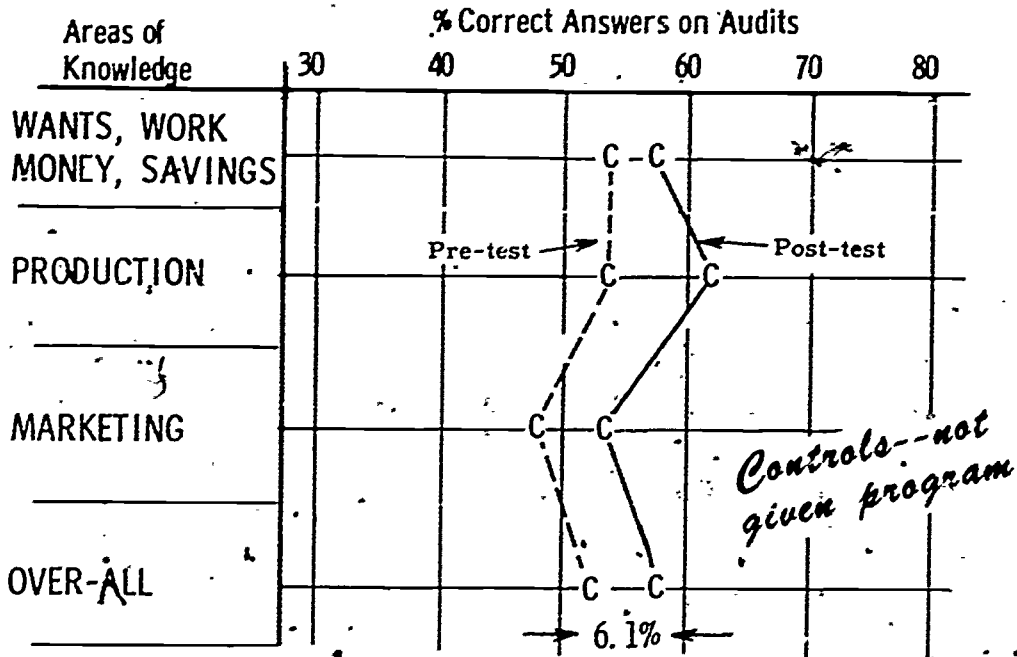 % Correct Answers on Audits
Areas of
Knowledge
30 40 50 60 70 80
WANTS, WORK
MONEY, SAVINGS
C C
Pre-test
Post-test
PRODUCTION
C C
MARKETING
C C
Controls--not
given program
OVER-ALL
C C
6.1%